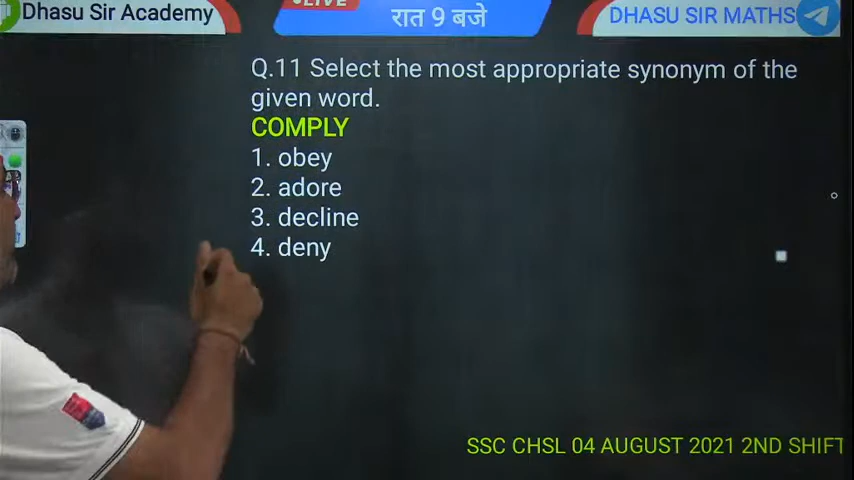 Dhasu Sir Academy
LIVE
रात 9 बजे
DHASU SIR MATHS
Q.11 Select the most appropriate synonym of the
given word.
COMPLY
1. obey
2. adore
3. decline
4. deny
SSC CHSL 04 AUGUST 2021 2ND SHIFT